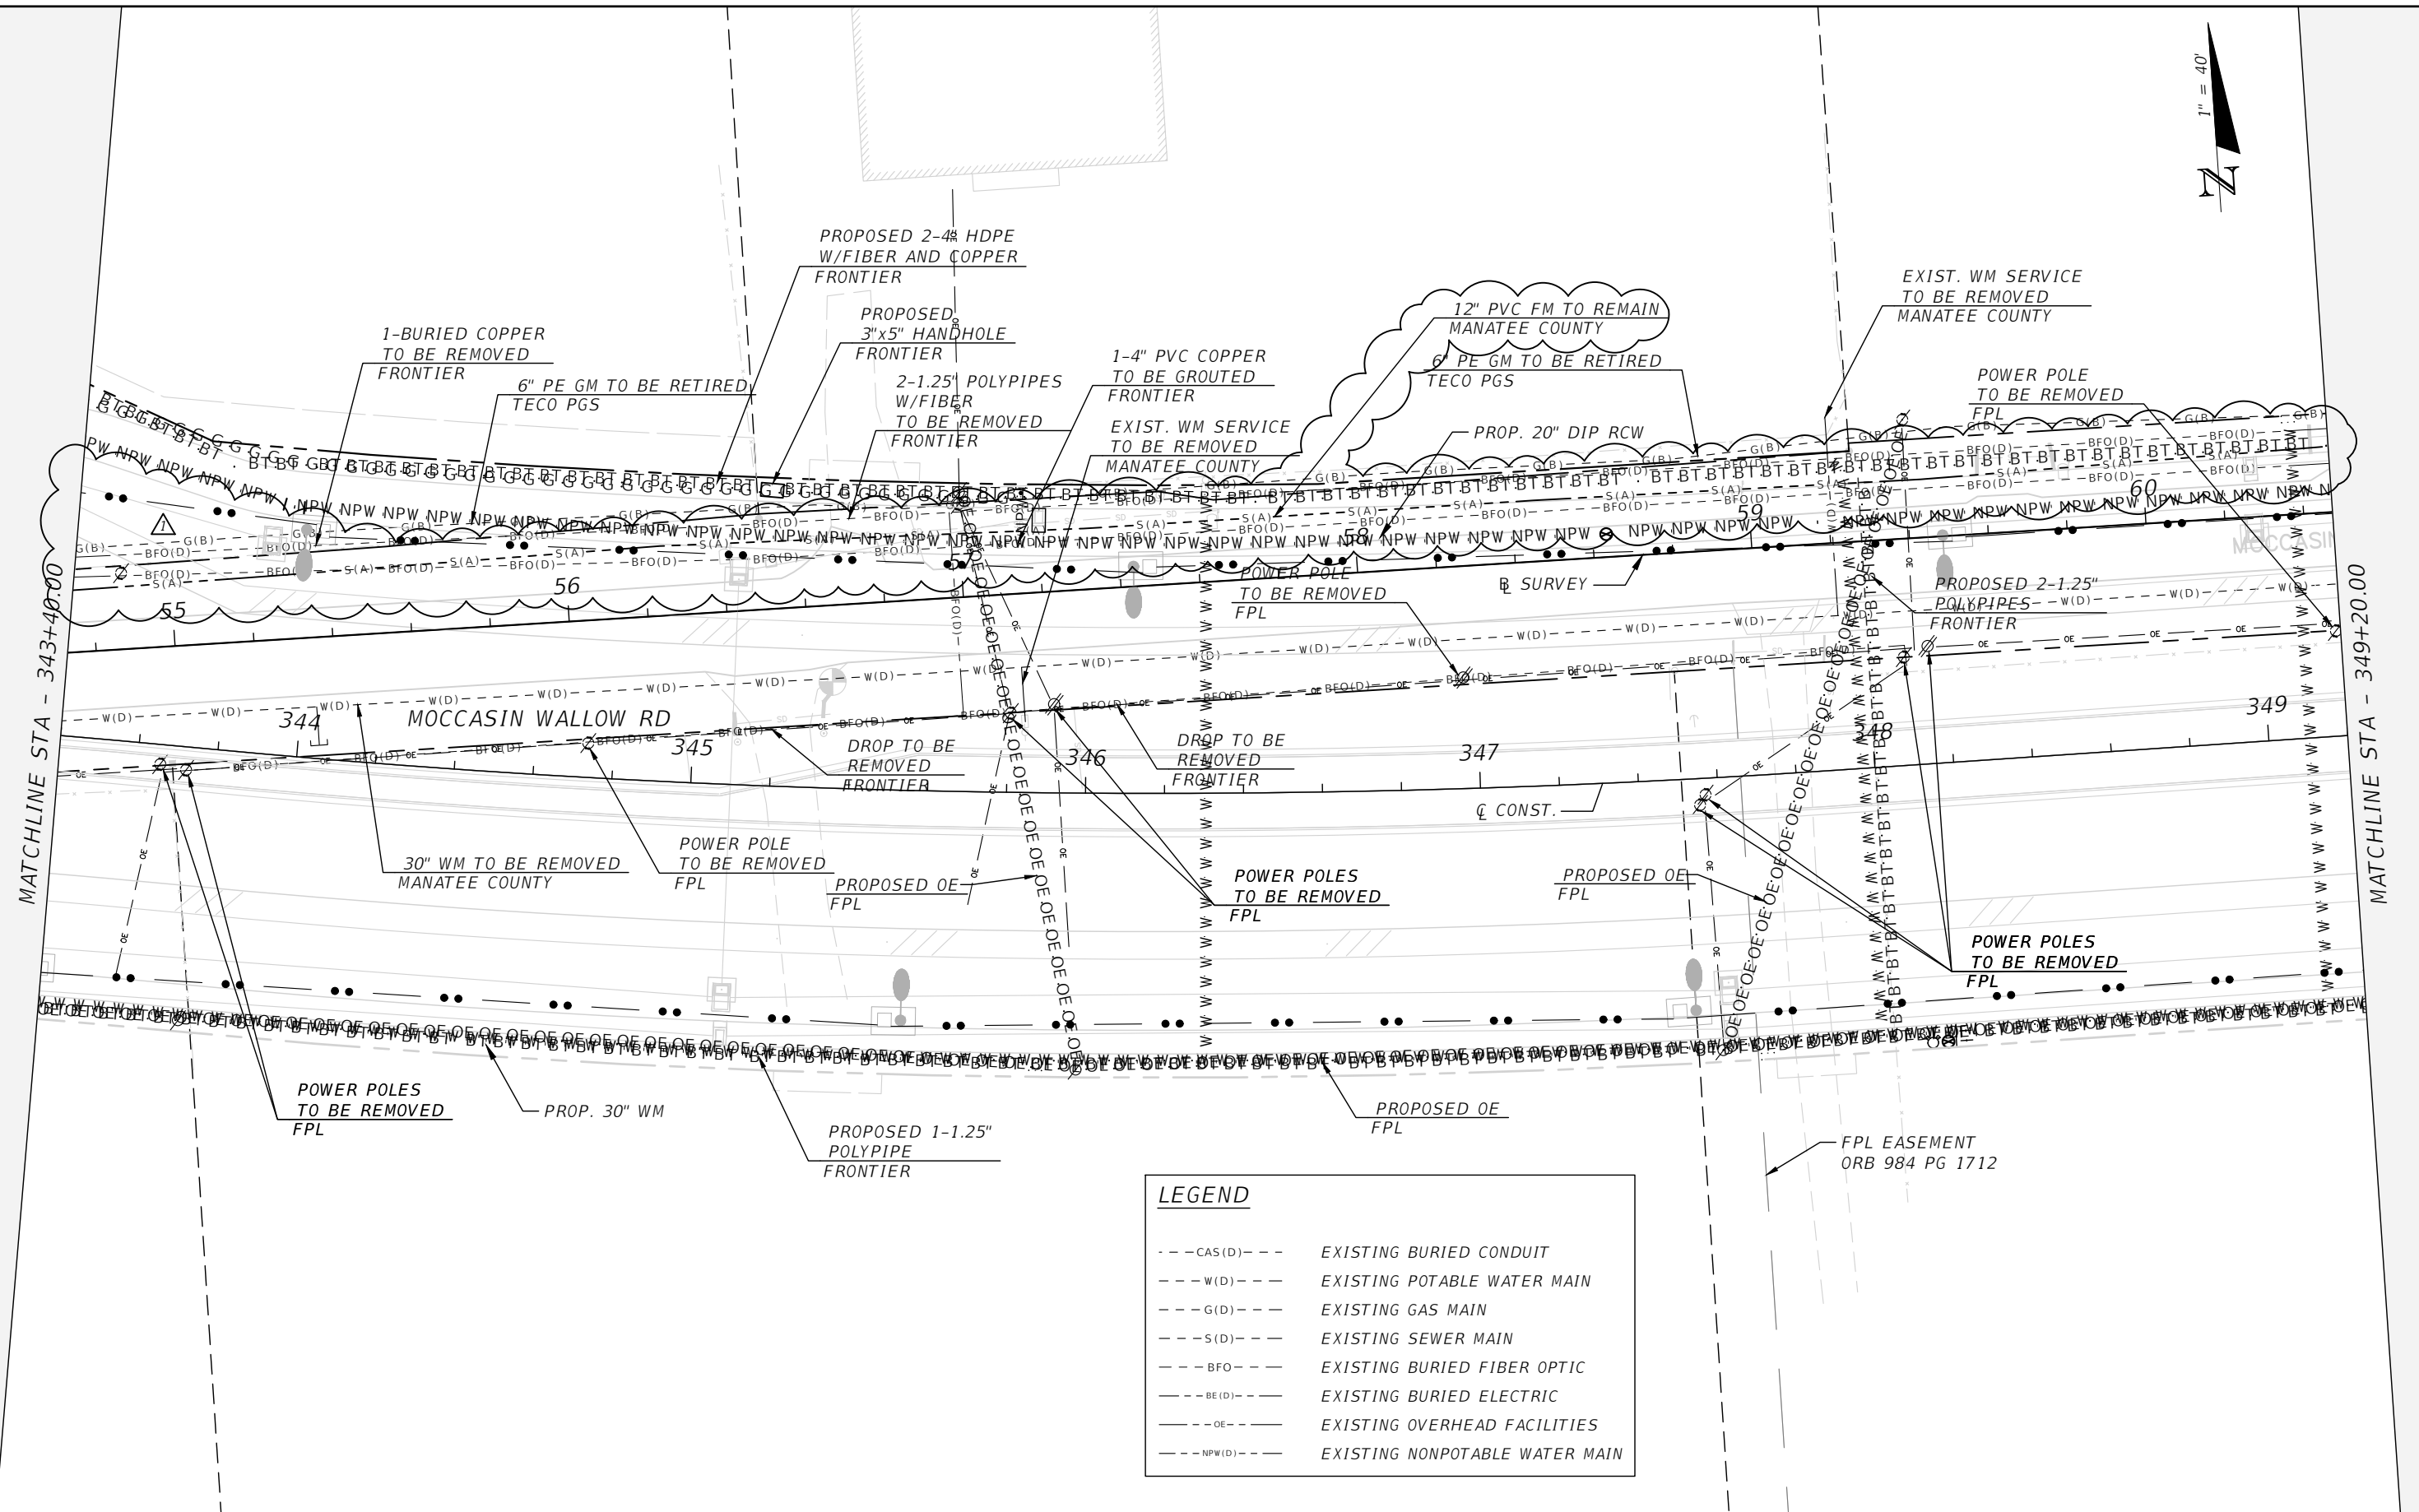 1" = 40'
N
PROPOSED 2-4" HDPE
W/FIBER AND COPPER
FRONTIER
PROPOSED
3"x5" HANDHOLE
FRONTIER
1-BURIED COPPER
TO BE REMOVED
FRONTIER
6" PE GM TO BE RETIRED
TECO PGS
2-1.25" POLYPIPES
W/FIBER
TO BE REMOVED
FRONTIER
1-4" PVC COPPER
TO BE GROUTED
FRONTIER
EXIST. WM SERVICE
TO BE REMOVED
MANATEE COUNTY
12" PVC FM TO REMAIN
MANATEE COUNTY
6" PE GM TO BE RETIRED
TECO PGS
PROP. 20" DIP RCW
EXIST. WM SERVICE
TO BE REMOVED
MANATEE COUNTY
POWER POLE
TO BE REMOVED
FPL
1
55
56
57
58
59
60
MOCCASIN
℄ SURVEY
POWER POLE
TO BE REMOVED
FPL
PROPOSED 2-1.25"
POLYPIPES
FRONTIER
MATCHLINE STA - 343+40.00
MATCHLINE STA - 349+20.00
344
MOCCASIN WALLOW RD
345
346
347
348
349
DROP TO BE
REMOVED
FRONTIER
DROP TO BE
REMOVED
FRONTIER
℄ CONST.
30" WM TO BE REMOVED
MANATEE COUNTY
POWER POLE
TO BE REMOVED
FPL
PROPOSED OE
FPL
POWER POLES
TO BE REMOVED
FPL
PROPOSED OE
FPL
POWER POLES
TO BE REMOVED
FPL
POWER POLES
TO BE REMOVED
FPL
PROP. 30" WM
PROPOSED 1-1.25"
POLYPIPE
FRONTIER
PROPOSED OE
FPL
FPL EASEMENT
ORB 984 PG 1712
LEGEND
CAS(D) EXISTING BURIED CONDUIT
W(D) EXISTING POTABLE WATER MAIN
G(D) EXISTING GAS MAIN
S(D) EXISTING SEWER MAIN
BFO EXISTING BURIED FIBER OPTIC
BE(D) EXISTING BURIED ELECTRIC
OE EXISTING OVERHEAD FACILITIES
NPW(D) EXISTING NONPOTABLE WATER MAIN